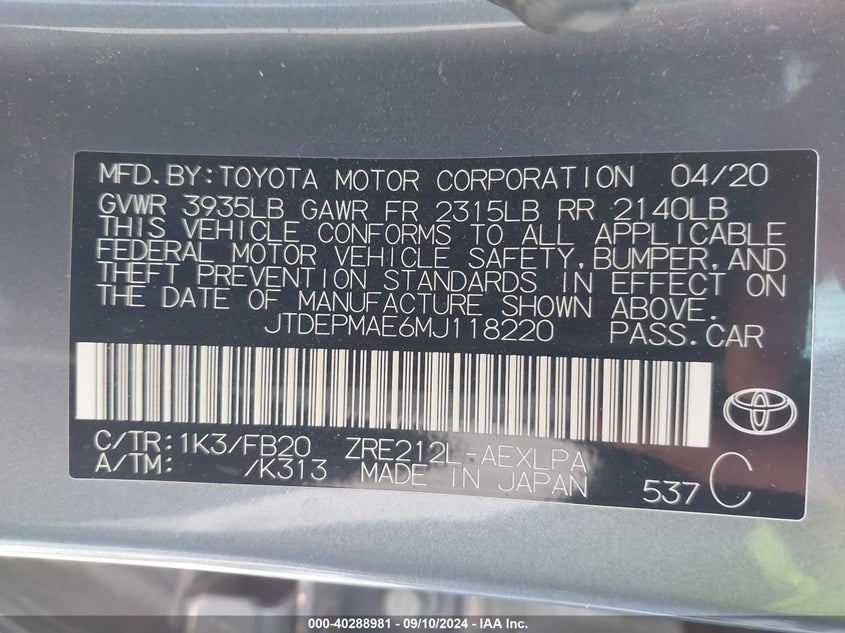 MFD.BY:TOYOTA MOTOR CORPORATION 04/20
GVWR 3935LB GAWR FR 2315LB RR 2140LB
THIS VEHICLE CONFORMS TO ALL APPLICABLE
FEDERAL MOTOR VEHICLE SAFETY,BUMPER,AND
THEFT PREVENTION STANDARDS IN EFFECT ON
THE DATE OF MANUFACTURE SHOWN ABOVE.
JTDEPMAE6MJ118220 PASS.CAR
C/TR:1K3/FB20 ZRE212L-AEXLPA
A/TM: /K313 MADE IN JAPAN 537 C
000-40288981 - 09/10/2024 - IAA Inc.